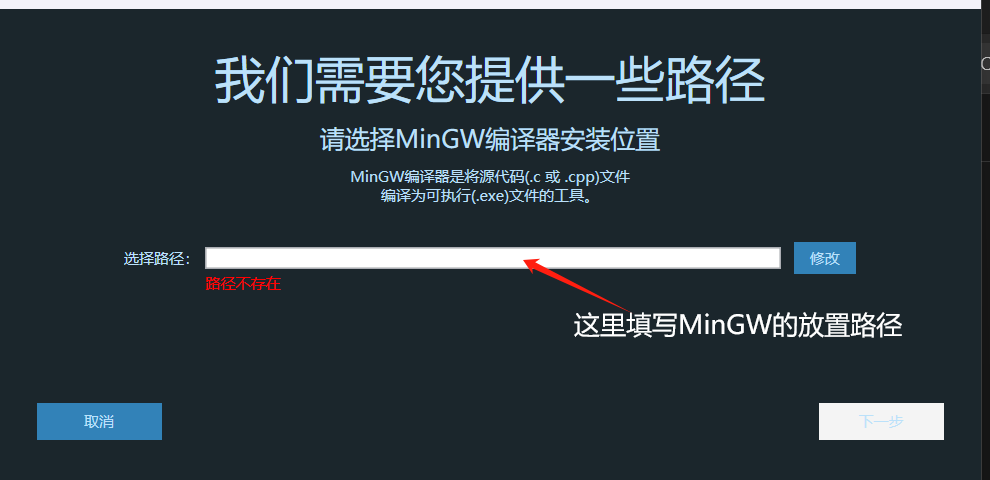 我们需要您提供一些路径
请选择MinGW编译器安装位置
MinGW编译器是将源代码(.c 或 .cpp)文件
编译为可执行(.exe)文件的工具。
选择路径：
修改
路径不存在
这里填写MinGW的放置路径
取消
下一步